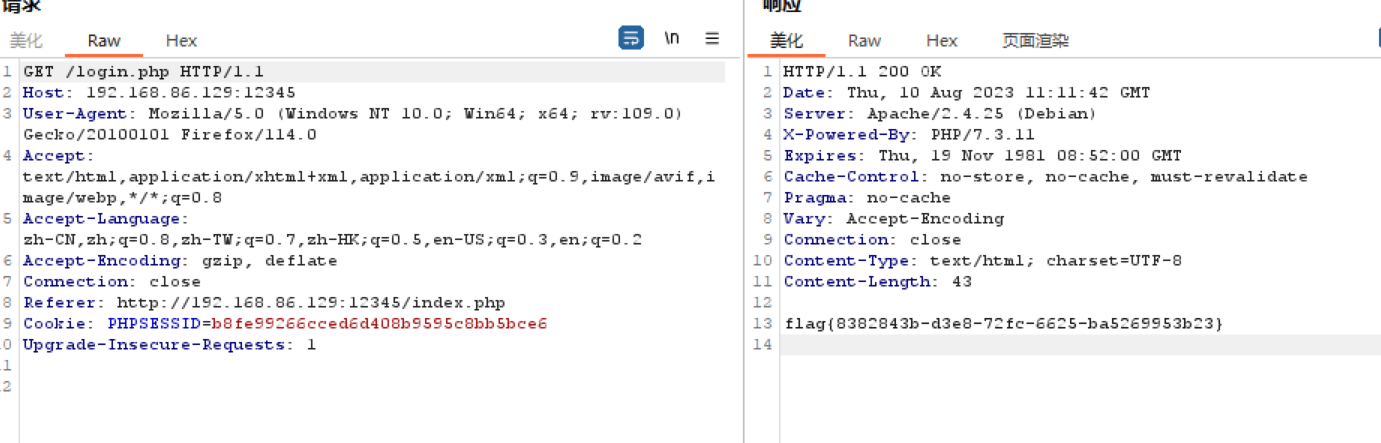 请求
美化 Raw Hex \n
1 GET /login.php HTTP/1.1
2 Host: 192.168.86.129:12345
3 User-Agent: Mozilla/5.0 (Windows NT 10.0; Win64; x64; rv:109.0)
Gecko/20100101 Firefox/114.0
4 Accept:
text/html,application/xhtml+xml,application/xml;q=0.9,image/avif,i
mage/webp,*/*;q=0.8
5 Accept-Language:
zh-CN,zh;q=0.8,zh-TW;q=0.7,zh-HK;q=0.5,en-US;q=0.3,en;q=0.2
6 Accept-Encoding: gzip, deflate
7 Connection: close
8 Referer: http://192.168.86.129:12345/index.php
9 Cookie: PHPSESSID=b8fe99266cced6d408b9595c8bb5bce6
0 Upgrade-Insecure-Requests: 1
1
2
响应
美化 Raw Hex 页面渲染
1 HTTP/1.1 200 OK
2 Date: Thu, 10 Aug 2023 11:11:42 GMT
3 Server: Apache/2.4.25 (Debian)
4 X-Powered-By: PHP/7.3.11
5 Expires: Thu, 19 Nov 1981 08:52:00 GMT
6 Cache-Control: no-store, no-cache, must-revalidate
7 Pragma: no-cache
8 Vary: Accept-Encoding
9 Connection: close
10 Content-Type: text/html; charset=UTF-8
11 Content-Length: 43
12
13 flag{8382843b-d3e8-72fc-6625-ba5269953b23}
14